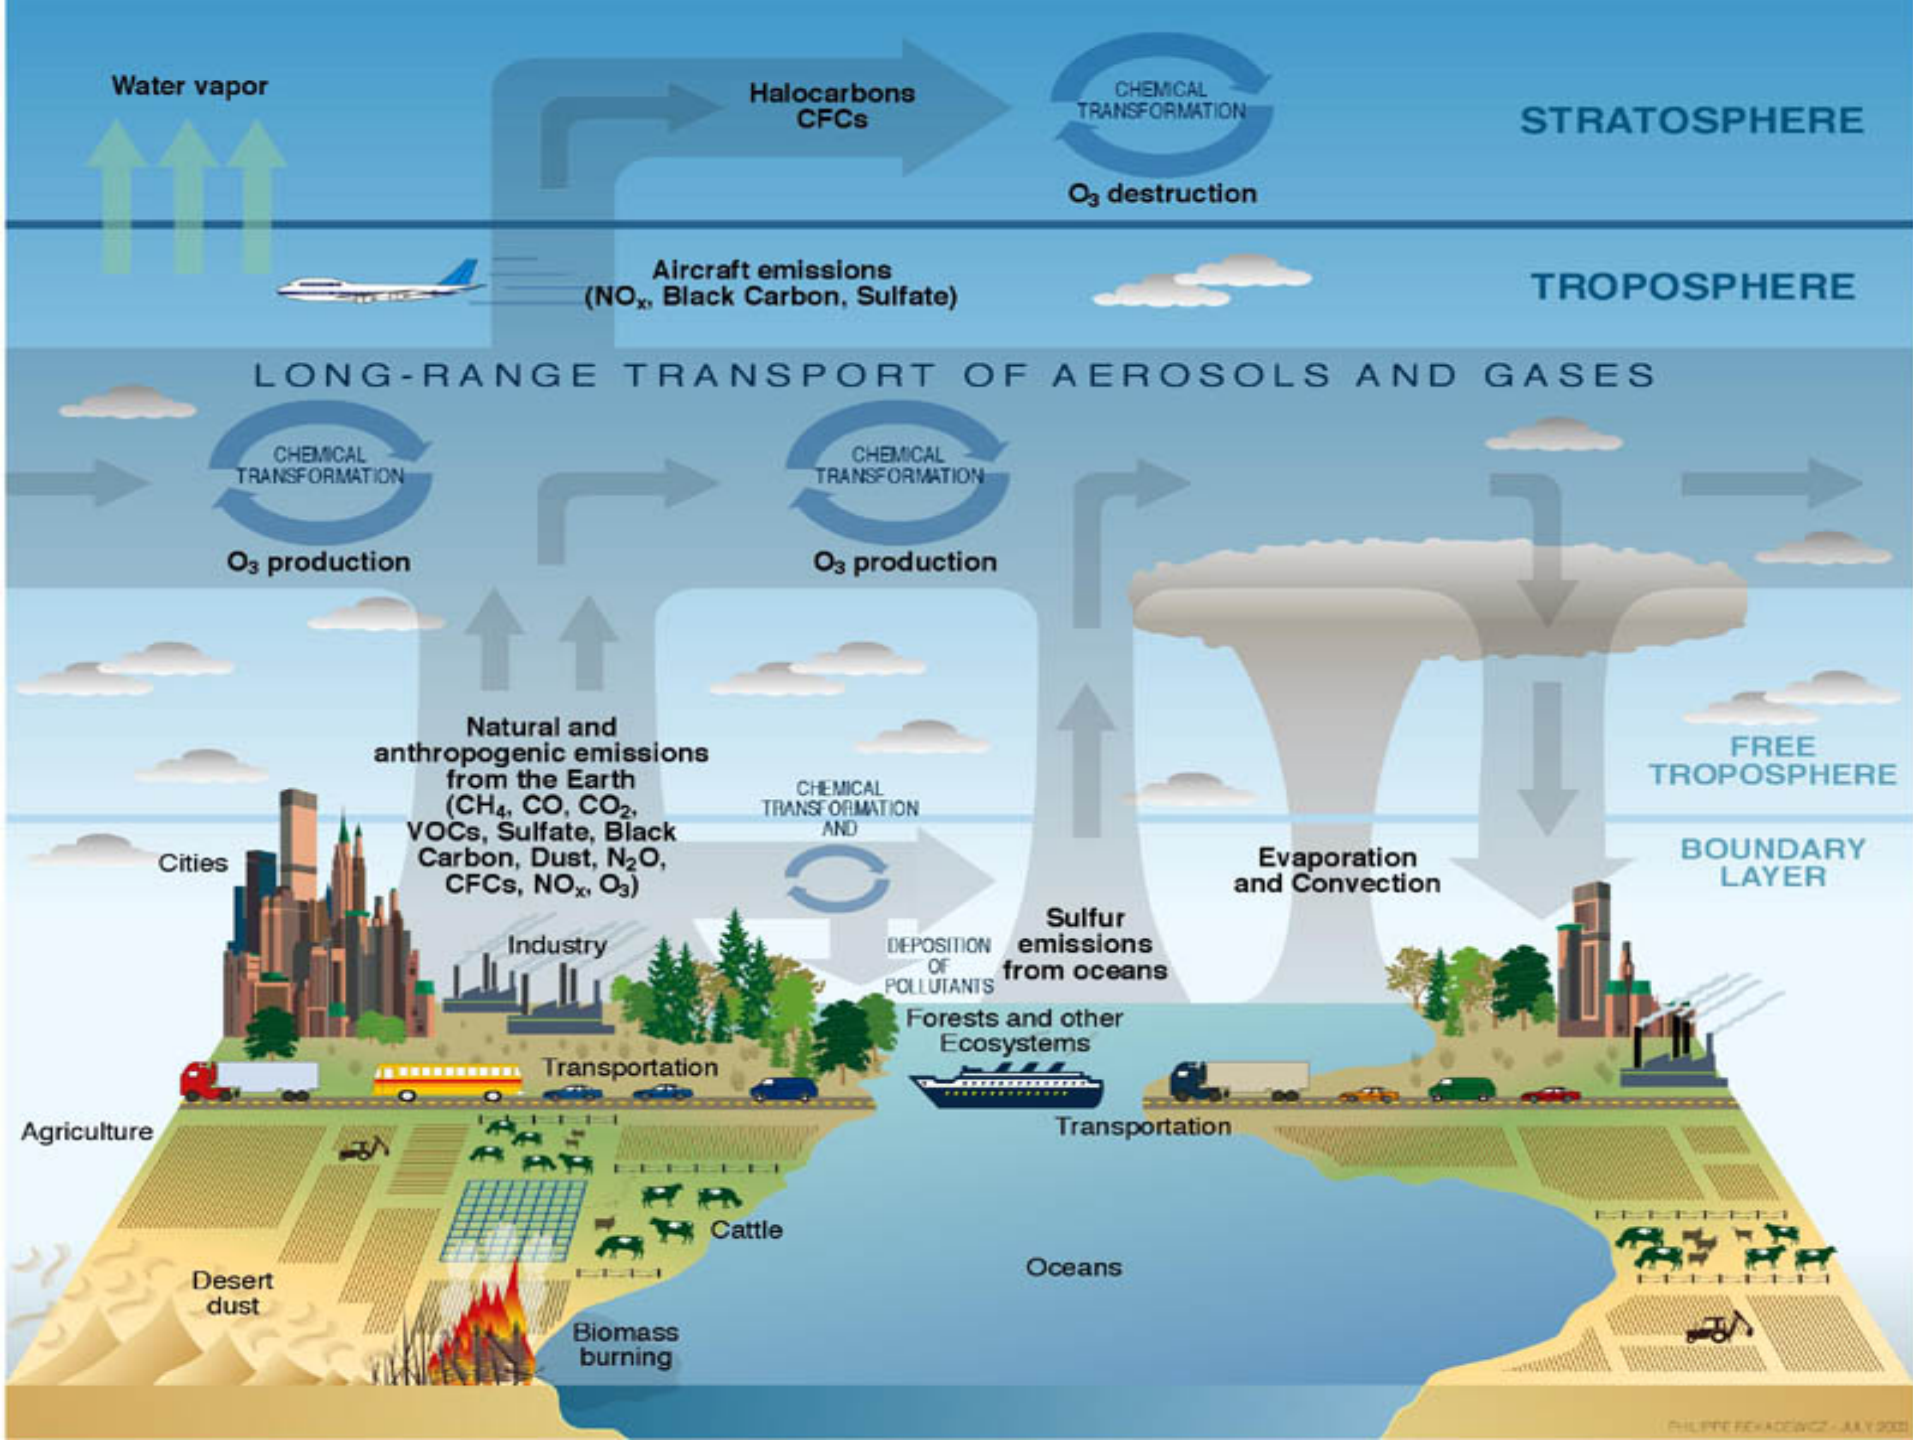 Water vapor
Halocarbons
CFCs
CHEMICAL
TRANSFORMATION
O₃ destruction
STRATOSPHERE
Aircraft emissions
(NOₓ, Black Carbon, Sulfate)
TROPOSPHERE
LONG-RANGE TRANSPORT OF AEROSOLS AND GASES
CHEMICAL
TRANSFORMATION
O₃ production
CHEMICAL
TRANSFORMATION
O₃ production
Natural and
anthropogenic emissions
from the Earth
(CH₄, CO, CO₂,
VOCs, Sulfate, Black
Carbon, Dust, N₂O,
CFCs, NOₓ, O₃)
CHEMICAL
TRANSFORMATION
AND
DEPOSITION
OF
POLLUTANTS
FREE
TROPOSPHERE
BOUNDARY
LAYER
Evaporation
and Convection
Sulfur
emissions
from oceans
Cities
Industry
Forests and other
Ecosystems
Transportation
Transportation
Agriculture
Cattle
Desert
dust
Oceans
Biomass
burning
PHILIPPE REKACEWICZ - JULY 2003